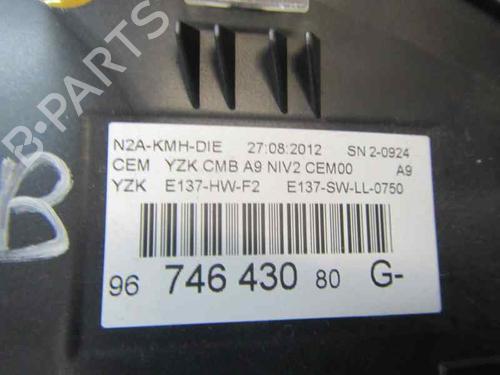 N2A-KMH-DIE 27:08:2012 SN 2-0924
CEM YZK CMB A9 NIV2 CEM00 A9
YZK E137-HW-F2 E137-SW-LL-0750
96 746 430 80 G-
B
B-PARTS